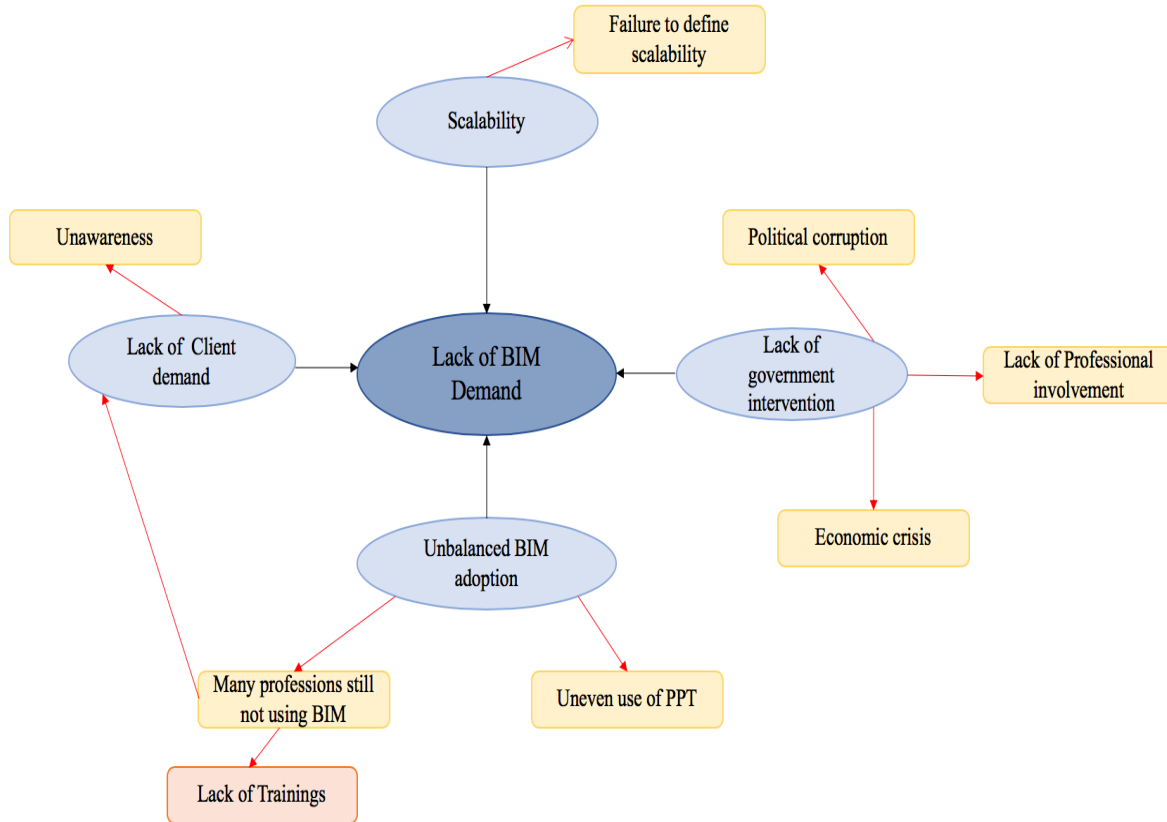 Failure to define
scalability
Scalability
Unawareness
Political corruption
Lack of  Client
demand
Lack of BIM
Demand
Lack of
government
intervention
Lack of Professional
involvement
Unbalanced BIM
adoption
Economic crisis
Many professions still
not using BIM
Uneven use of PPT
Lack of Trainings